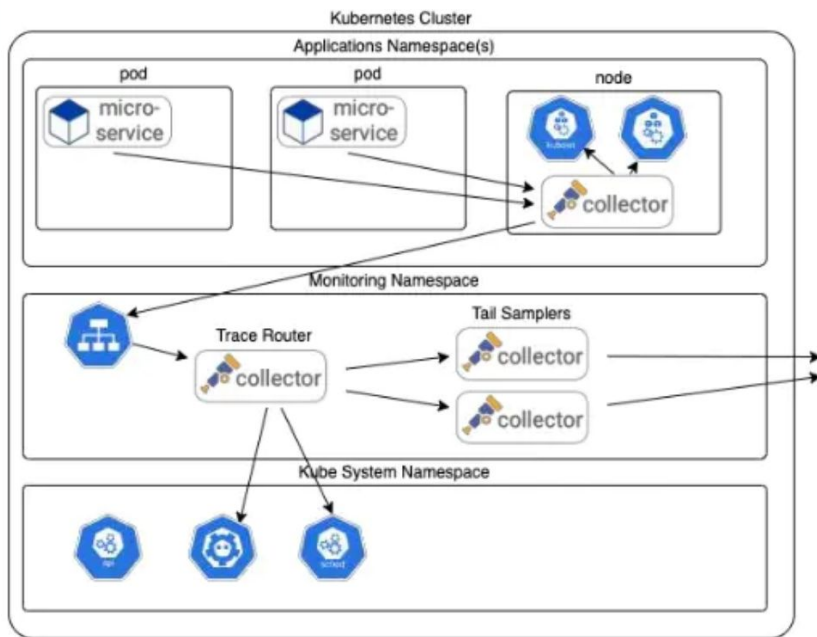 Kubernetes Cluster
Applications Namespace(s)
pod
pod
node
micro-
service
micro-
service
kubelet
collector
Monitoring Namespace
Trace Router
Tail Samplers
collector
collector
collector
Kube System Namespace
api
sched